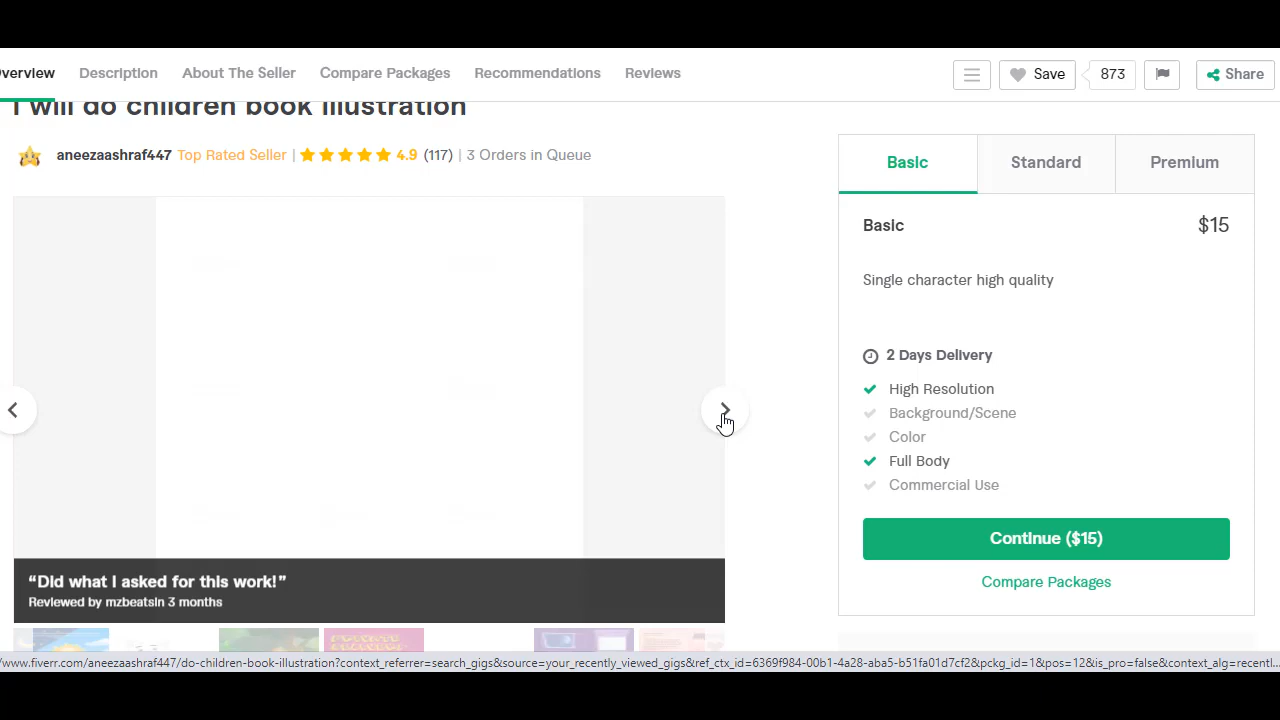 verview Description About The Seller Compare Packages Recommendations Reviews Save 873 Share
I will do children book illustration
aneezaashraf447 Top Rated Seller | 4.9 (117) | 3 Orders in Queue
Basic Standard Premium
Basic $15
Single character high quality
2 Days Delivery
High Resolution
Background/Scene
Color
Full Body
Commercial Use
Continue ($15)
Compare Packages
“Did what I asked for this work!”
Reviewed by mzbeatsin 3 months
/www.fiverr.com/aneezaashraf447/do-children-book-illustration?context_referrer=search_gigs&source=your_recently_viewed_gigs&ref_ctx_id=6369f984-00b1-4a28-aba5-b51fa01d7cf2&pckg_id=1&pos=12&is_pro=false&context_alg=recentl...